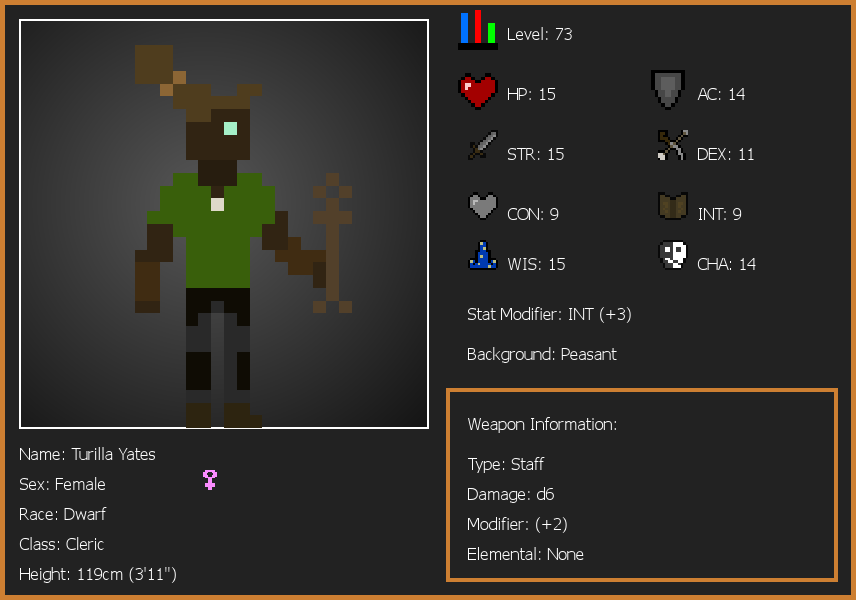 Level: 73
HP: 15
AC: 14
STR: 15
DEX: 11
CON: 9
INT: 9
WIS: 15
CHA: 14
Stat Modifier: INT (+3)
Background: Peasant
Weapon Information:
Type: Staff
Damage: d6
Modifier: (+2)
Elemental: None
Name: Turilla Yates
Sex: Female
Race: Dwarf
Class: Cleric
Height: 119cm (3'11")